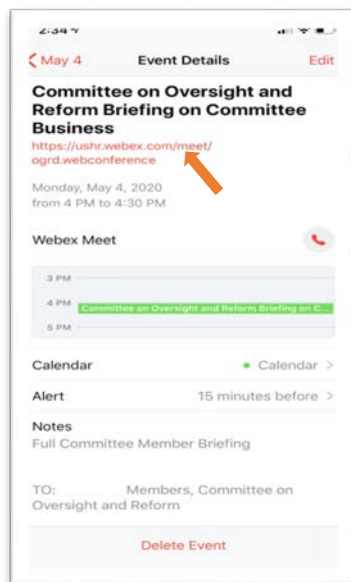 2:34
May 4
Event Details
Edit
Committee on Oversight and
Reform Briefing on Committee
Business
https://ushr.webex.com/meet/
ogrd.webconference
Monday, May 4, 2020
from 4 PM to 4:30 PM
Webex Meet
3 PM
4 PM
Committee on Oversight and Reform Briefing on C...
5 PM
Calendar
Calendar >
Alert
15 minutes before >
Notes
Full Committee Member Briefing
TO: Members, Committee on
Oversight and Reform
Delete Event